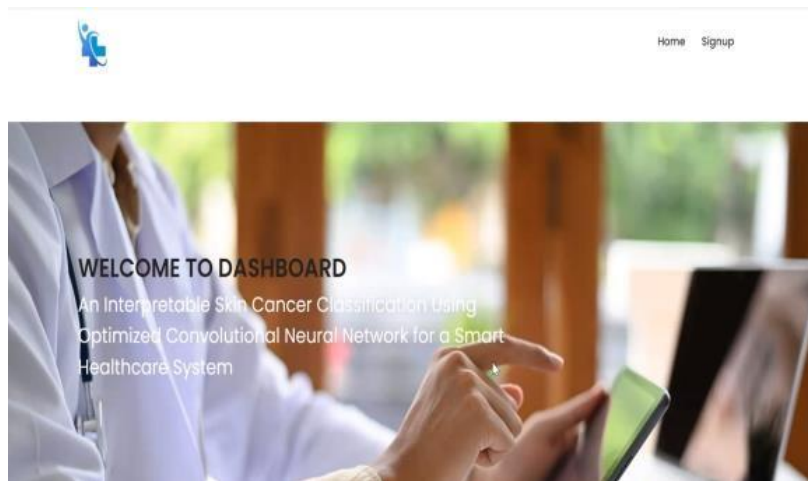 Home Signup
WELCOME TO DASHBOARD
An Interpretable Skin Cancer Classification Using
Optimized Convolutional Neural Network for a Smart
Healthcare System